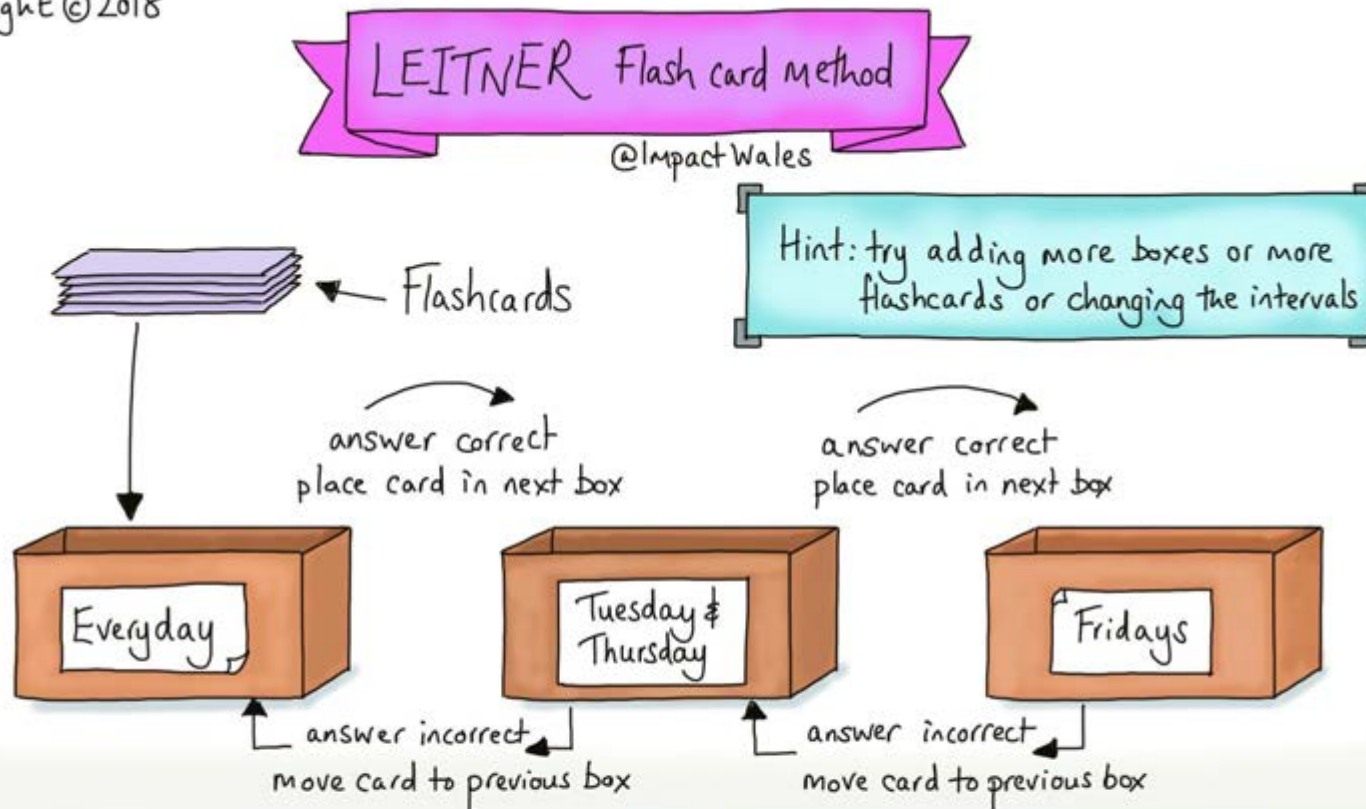 ght © 2018
LEITNER Flash card method
@ImpactWales
Hint: try adding more boxes or more
flashcards or changing the intervals
Flashcards
answer correct
place card in next box
answer correct
place card in next box
Everyday
Tuesday &
Thursday
Fridays
answer incorrect
move card to previous box
answer incorrect
move card to previous box